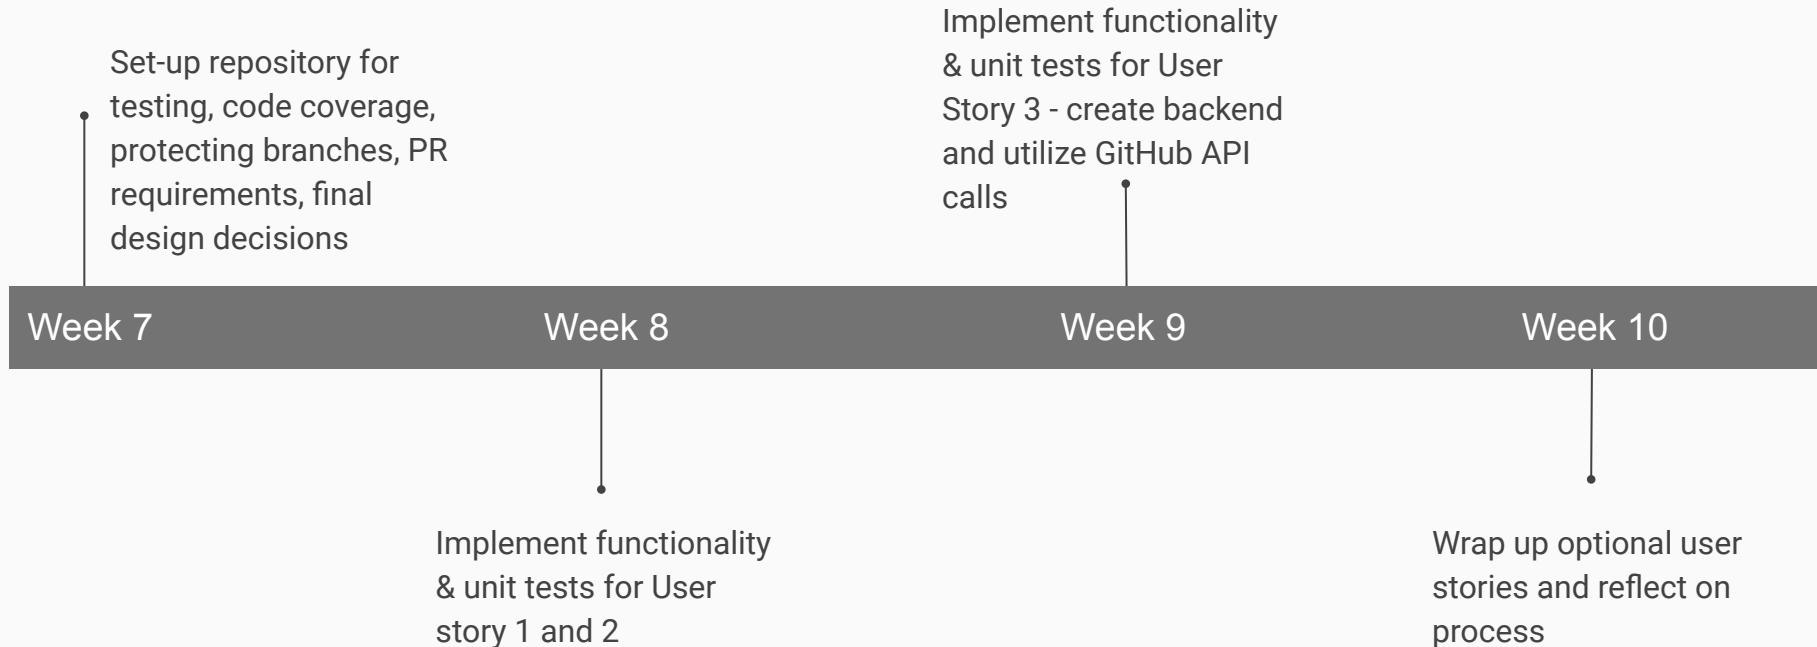 Set-up repository for
testing, code coverage,
protecting branches, PR
requirements, final
design decisions
Implement functionality
& unit tests for User
Story 3 - create backend
and utilize GitHub API
calls
Week 7
Week 8
Week 9
Week 10
Implement functionality
& unit tests for User
story 1 and 2
Wrap up optional user
stories and reflect on
process